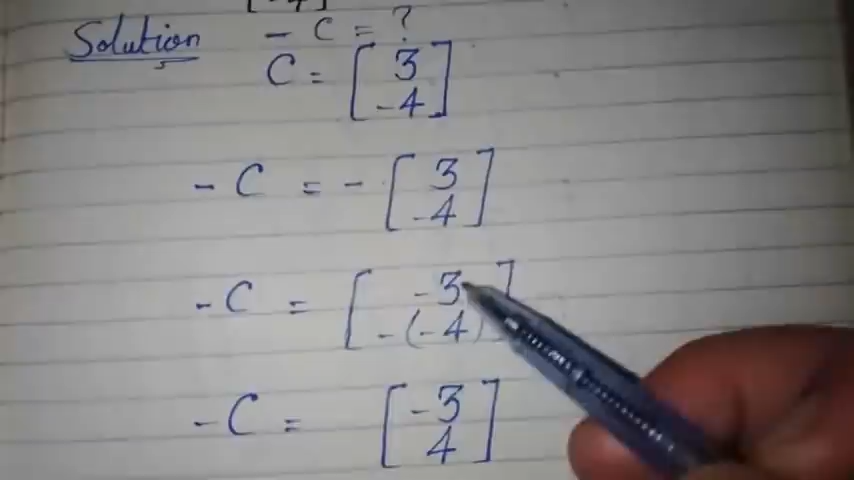 Solution - C = ?
C = [ 3
-4 ]
- C = - [ 3
-4 ]
- C = [ -3
-(-4) ]
- C = [ -3
4 ]